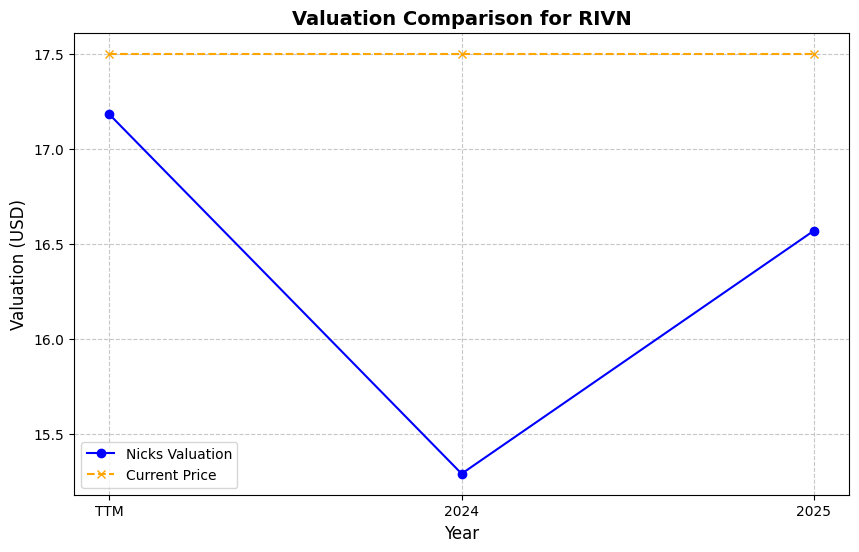 Valuation Comparison for RIVN
Valuation (USD)
17.5
17.0
16.5
16.0
15.5
Nicks Valuation
Current Price
TTM
2024
2025
Year